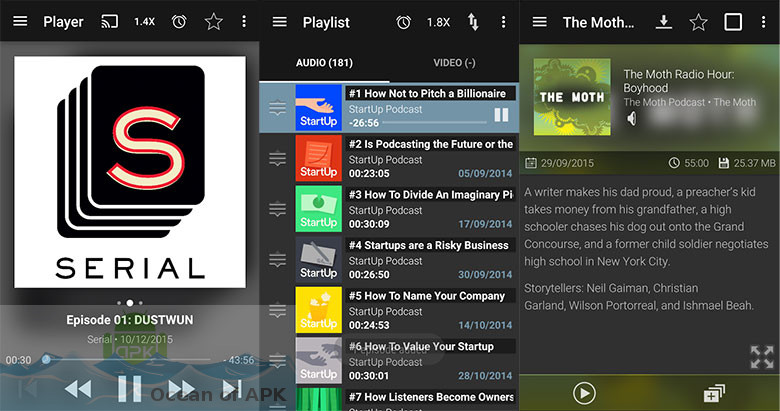 Player
1.4X
SERIAL
Episode 01: DUSTWUN
Serial • 10/12/2015
00:30
- 43:56
APK
Ocean of APK
Playlist
1.8X
AUDIO (181)
VIDEO (-)
StartUp
#1 How Not to Pitch a Billionaire
StartUp Podcast
-26:56
StartUp
#2 Is Podcasting the Future or the
StartUp Podcast
00:23:05
05/09/2014
StartUp
#3 How To Divide An Imaginary Pi
StartUp Podcast
00:30:09
17/09/2014
StartUp
#4 Startups are a Risky Business
StartUp Podcast
00:26:50
30/09/2014
StartUp
#5 How To Name Your Company
StartUp Podcast
00:24:53
14/10/2014
StartUp
#6 How To Value Your Startup
StartUp Podcast
1 episode added
00:30:01
28/10/2014
#7 How Listeners Become Owners
StartUp Podcast
The Moth...
THE MOTH
The Moth Radio Hour:
Boyhood
The Moth Podcast • The Moth
29/09/2015
55:00
25.37 MB
A writer makes his dad proud, a preacher's kid
takes money from his grandfather, a high
schooler chases his dog out onto the Grand
Concourse, and a former child soldier negotiates
high school in New York City.
Storytellers: Neil Gaiman, Christian
Garland, Wilson Portorreal, and Ishmael Beah.